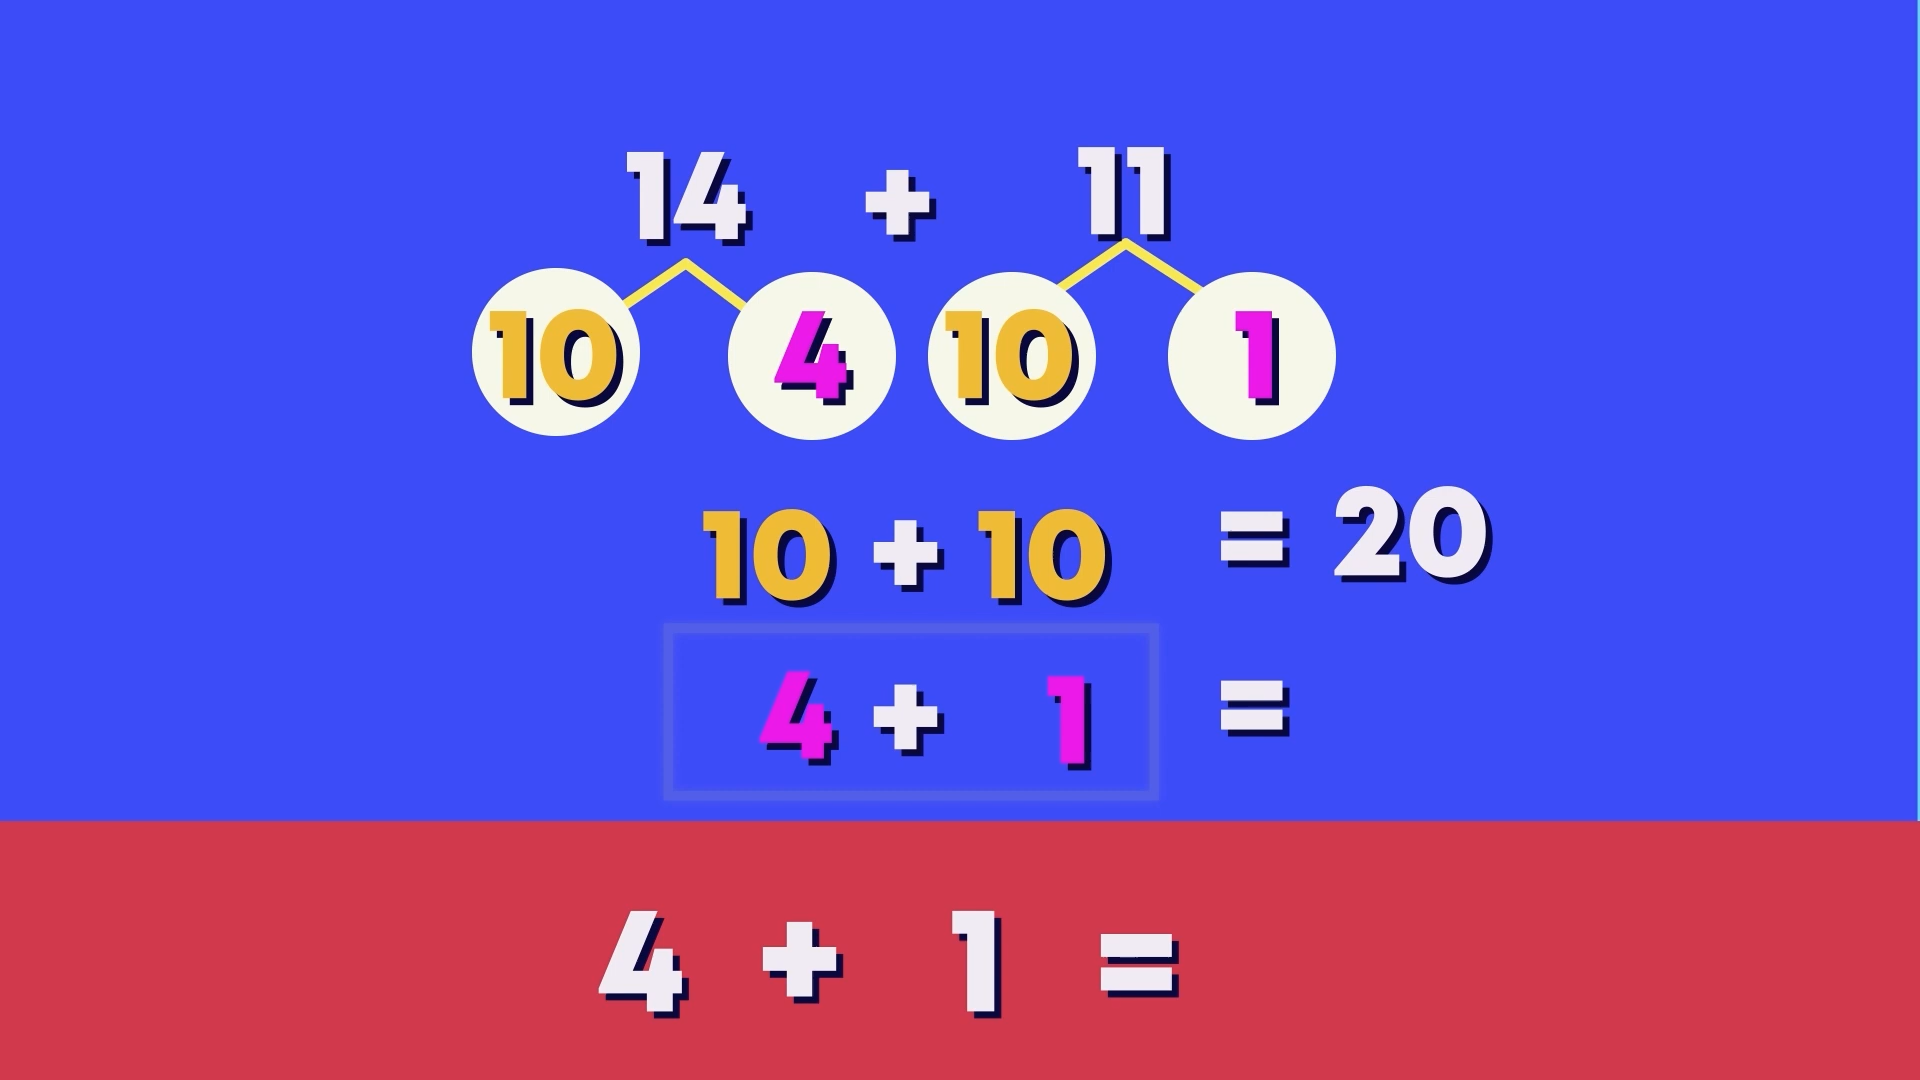 14 + 11
10 4 10 1
10 + 10 = 20
4 + 1 =
4 + 1 =